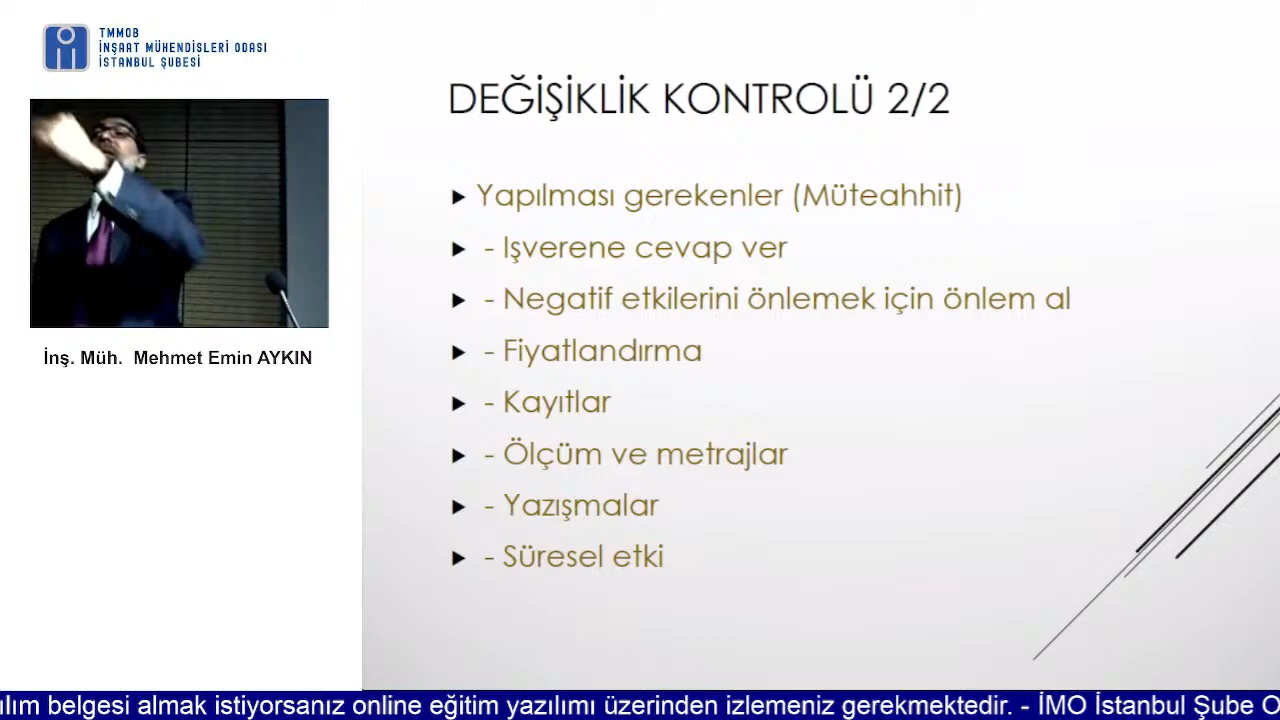 TMMOB
İNŞAAT MÜHENDİSLERİ ODASI
İSTANBUL ŞUBESİ
İnş. Müh. Mehmet Emin AYKIN
DEĞİŞİKLİK KONTROLÜ 2/2
Yapılması gerekenler (Müteahhit)
- Işverene cevap ver
- Negatif etkilerini önlemek için önlem al
- Fiyatlandırma
- Kayıtlar
- Ölçüm ve metrajlar
- Yazışmalar
- Süresel etki
belgesi almak istiyorsanız online eğitim yazılımı üzerinden izlemeniz gerekmektedir. - İMO İstanbul Şube